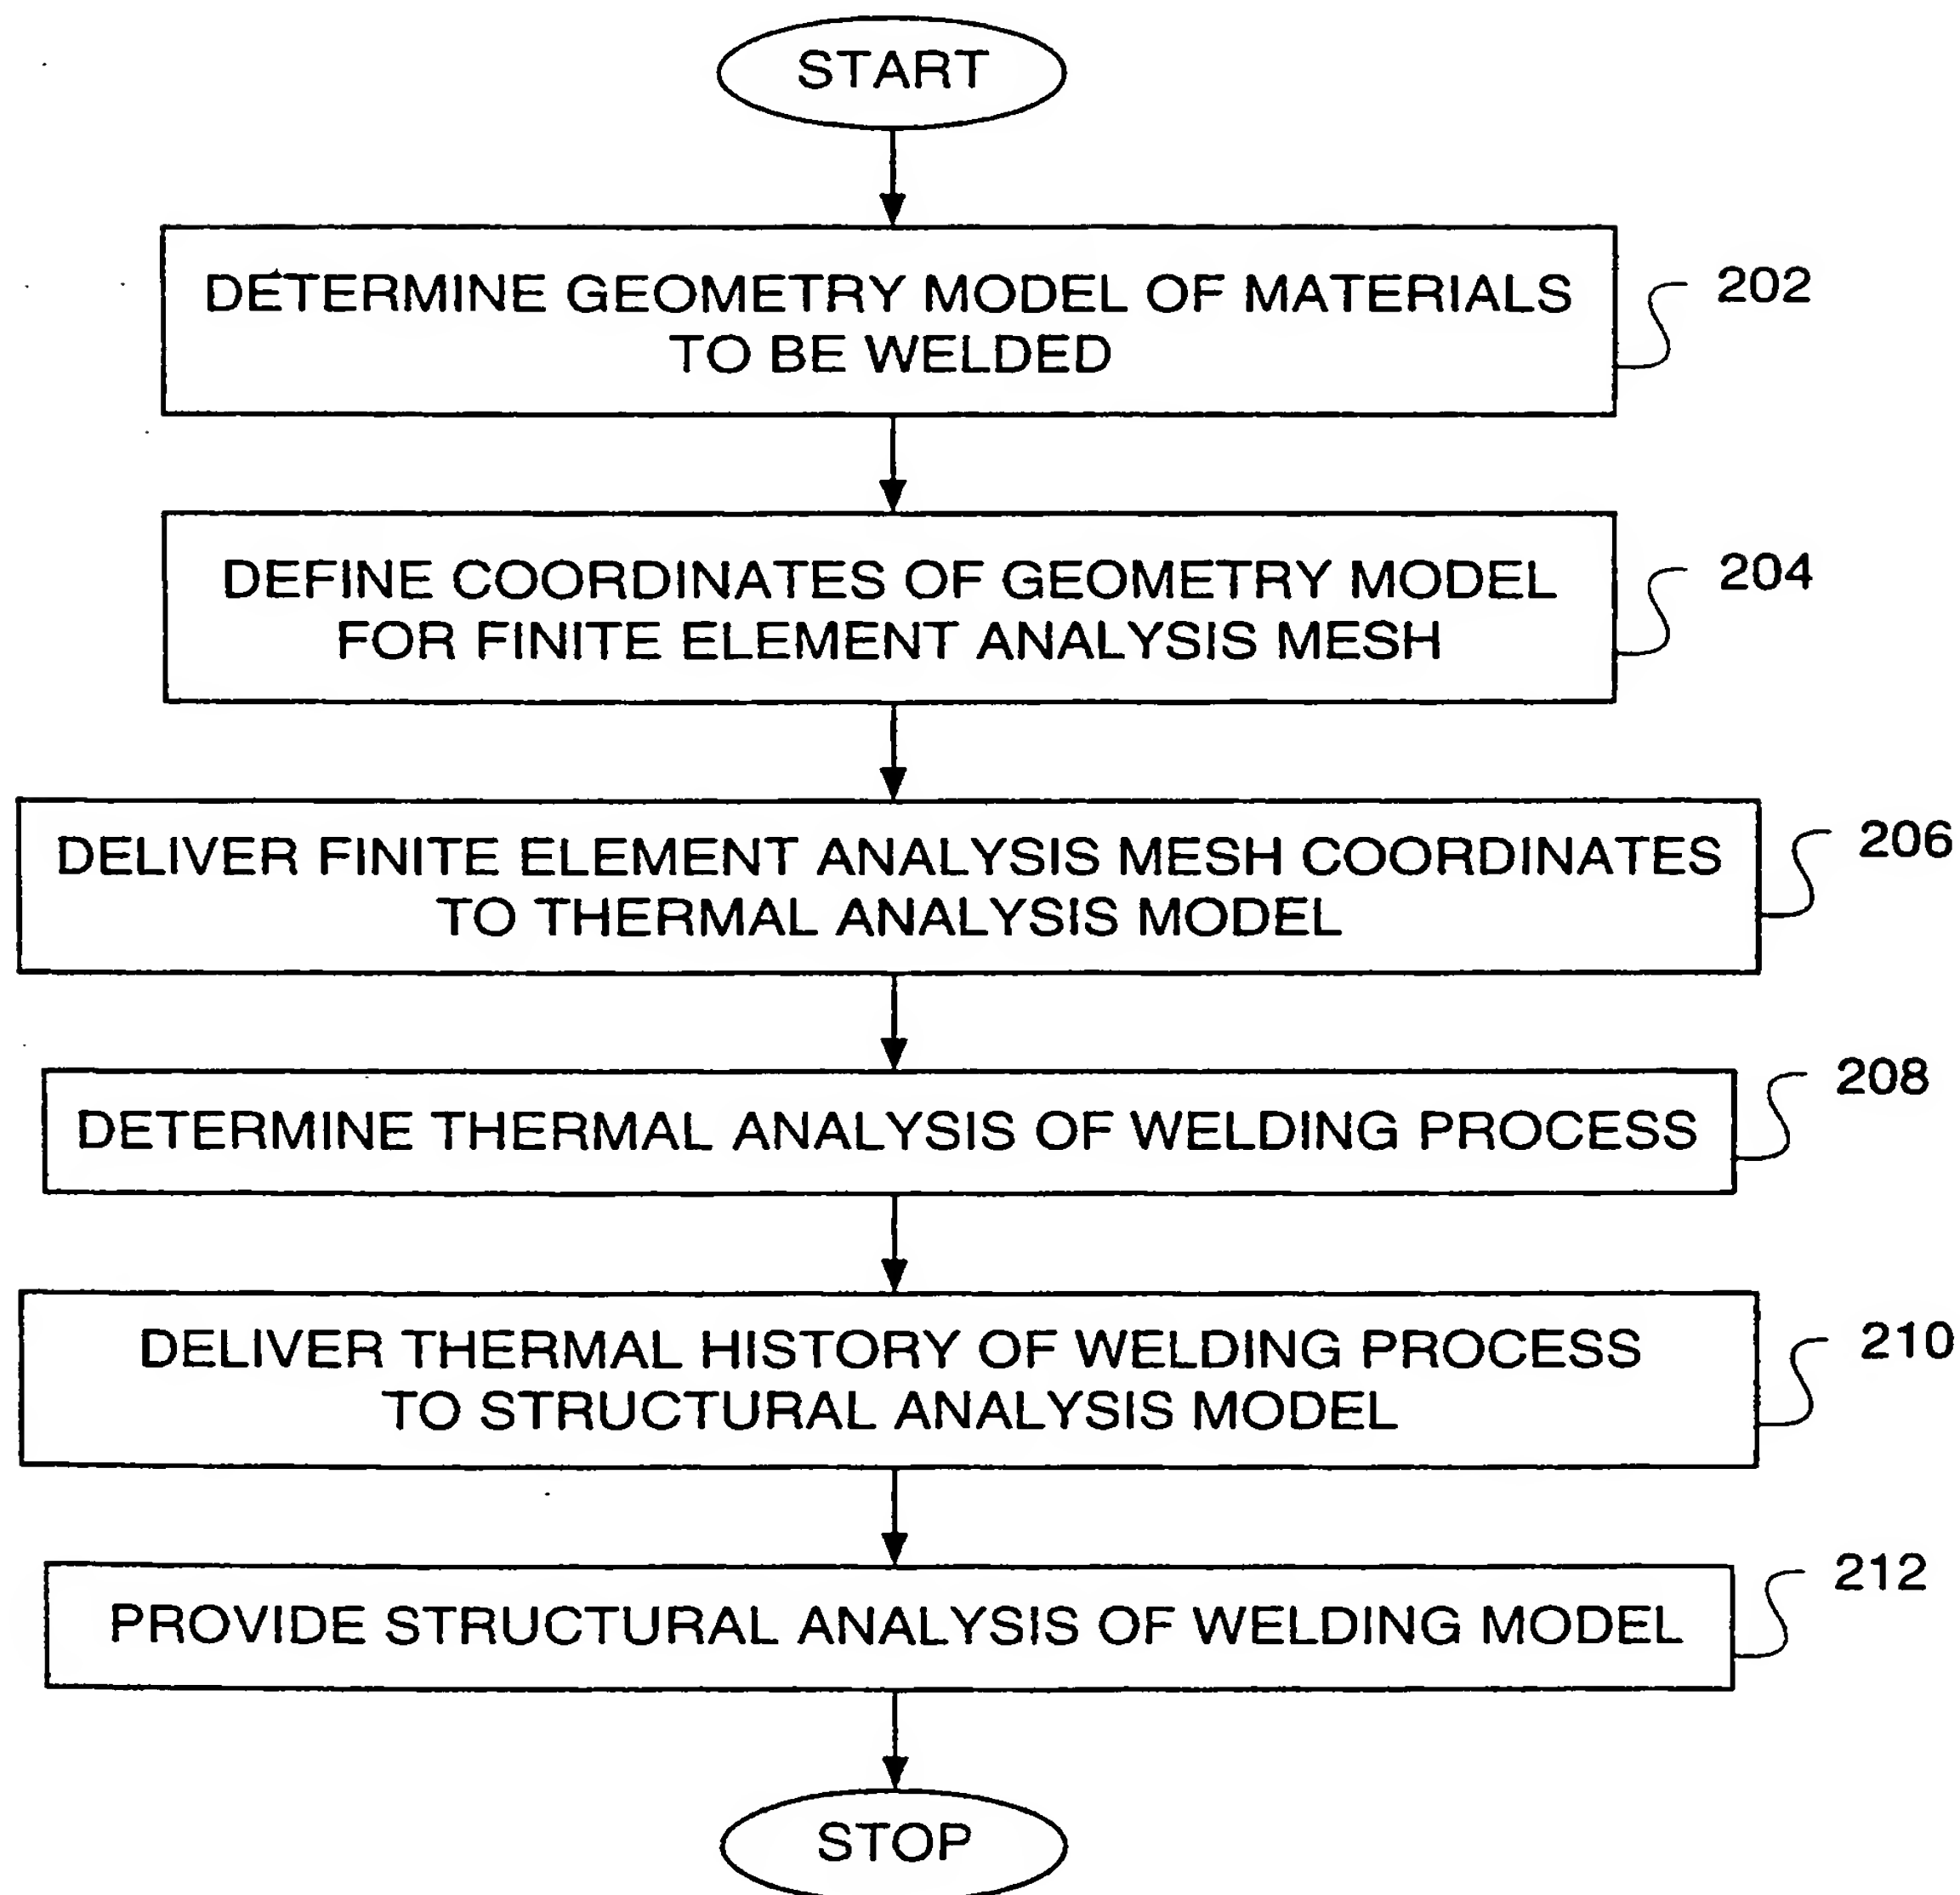 START
DETERMINE GEOMETRY MODEL OF MATERIALS
TO BE WELDED
202
DEFINE COORDINATES OF GEOMETRY MODEL
FOR FINITE ELEMENT ANALYSIS MESH
204
DELIVER FINITE ELEMENT ANALYSIS MESH COORDINATES
TO THERMAL ANALYSIS MODEL
206
DETERMINE THERMAL ANALYSIS OF WELDING PROCESS
208
DELIVER THERMAL HISTORY OF WELDING PROCESS
TO STRUCTURAL ANALYSIS MODEL
210
PROVIDE STRUCTURAL ANALYSIS OF WELDING MODEL
212
STOP